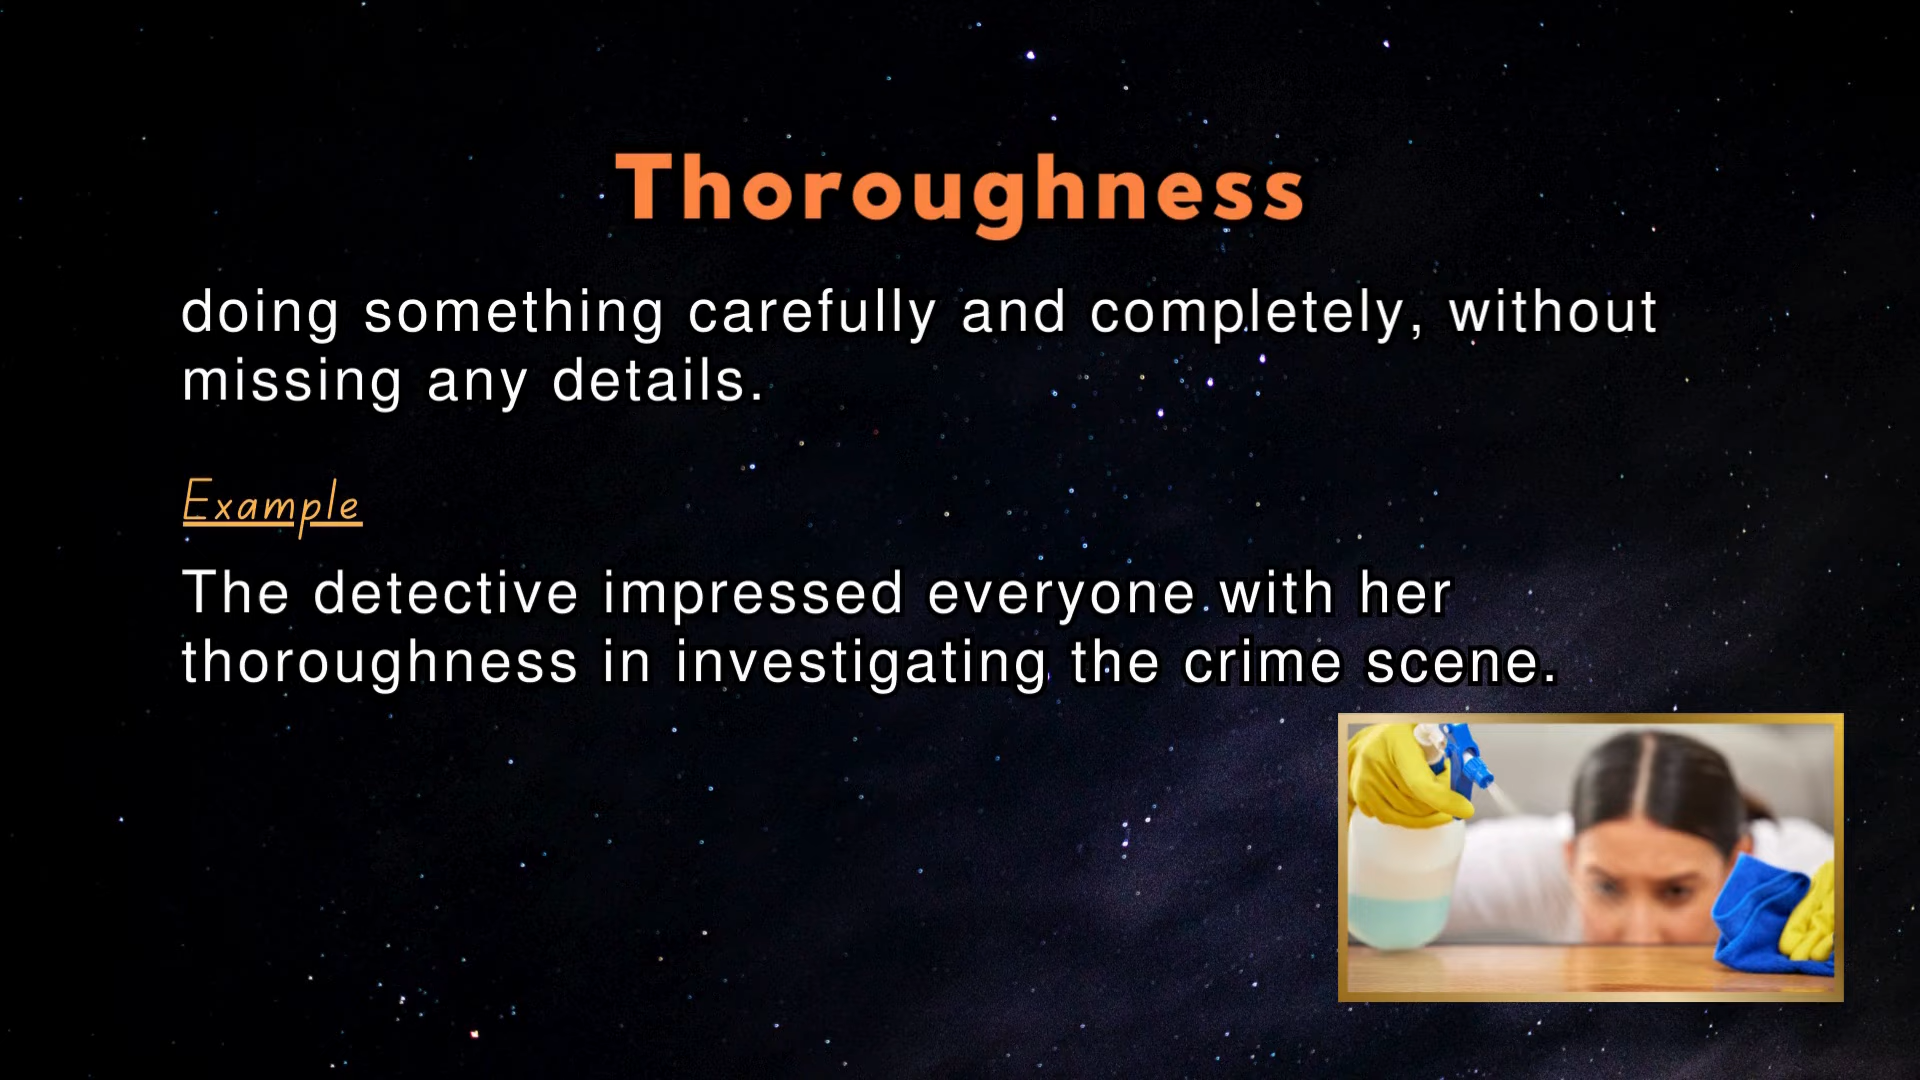 Thoroughness
doing something carefully and completely, without
missing any details.
Example
The detective impressed everyone with her
thoroughness in investigating the crime scene.